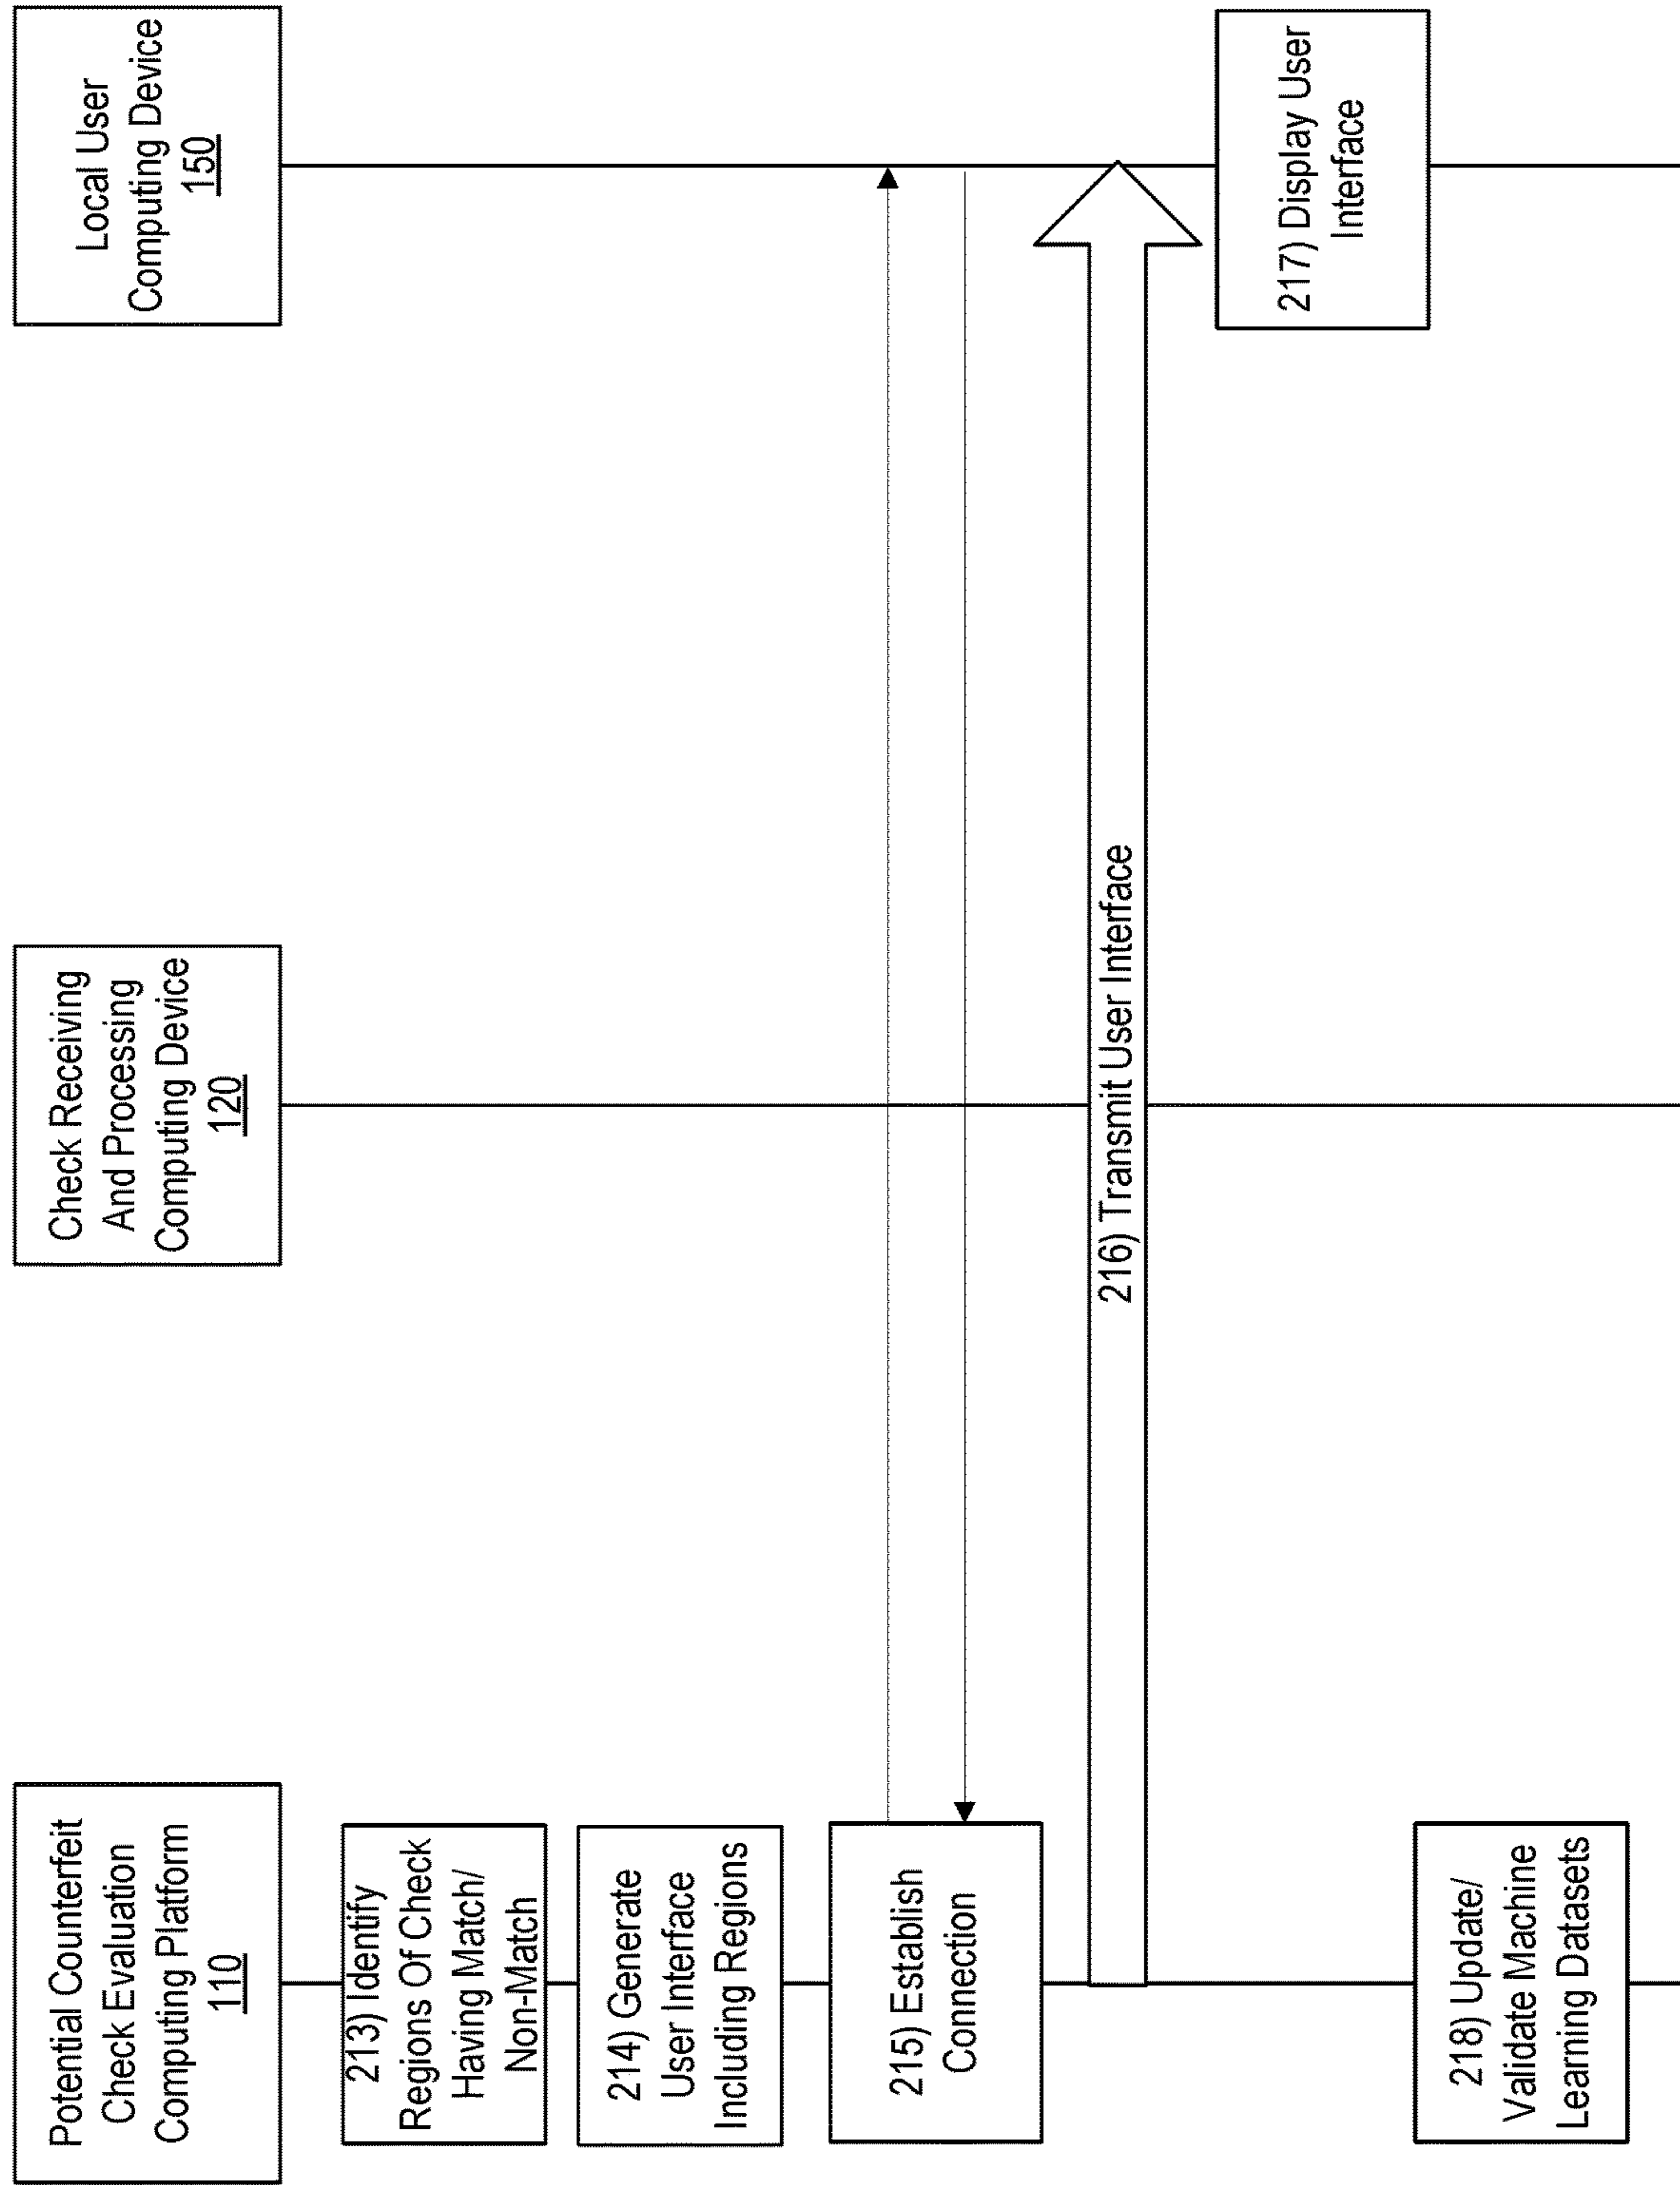 Potential Counterfeit
Check Evaluation
Computing Platform
110
Check Receiving
And Processing
Computing Device
120
Local User
Computing Device
150
213) Identify
Regions Of Check
Having Match/
Non-Match
214) Generate
User Interface
Including Regions
215) Establish
Connection
216) Transmit User Interface
217) Display User
Interface
218) Update/
Validate Machine
Learning Datasets